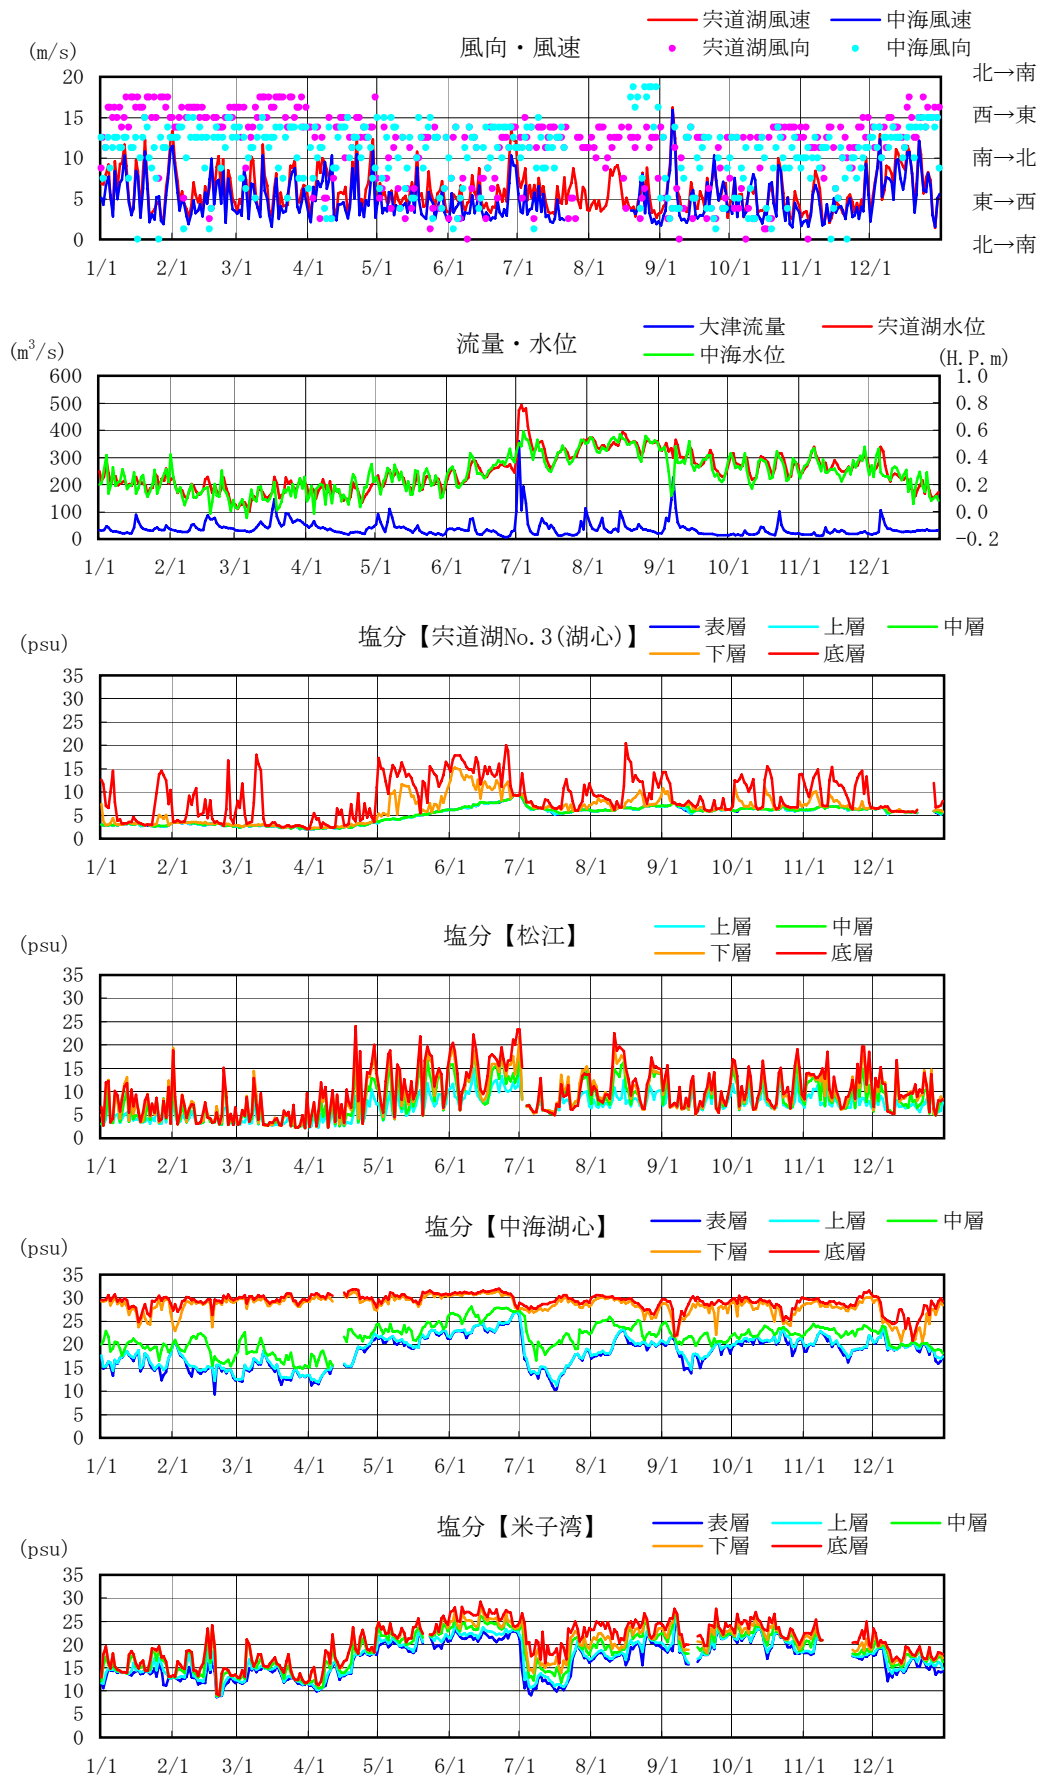 風向・風速
宍道湖風速 中海風速
宍道湖風向 中海風向
(m/s)
20
15
10
5
0
北→南
西→東
南→北
東→西
北→南
1/1 2/1 3/1 4/1 5/1 6/1 7/1 8/1 9/1 10/1 11/1 12/1
流量・水位
大津流量 宍道湖水位
中海水位
(m³/s)
(H.P.m)
600
500
400
300
200
100
0
1.0
0.8
0.6
0.4
0.2
0.0
-0.2
1/1 2/1 3/1 4/1 5/1 6/1 7/1 8/1 9/1 10/1 11/1 12/1
塩分【宍道湖No.3(湖心)】
表層 上層 中層
下層 底層
(psu)
35
30
25
20
15
10
5
0
1/1 2/1 3/1 4/1 5/1 6/1 7/1 8/1 9/1 10/1 11/1 12/1
塩分【松江】
上層 中層
下層 底層
(psu)
35
30
25
20
15
10
5
0
1/1 2/1 3/1 4/1 5/1 6/1 7/1 8/1 9/1 10/1 11/1 12/1
塩分【中海湖心】
表層 上層 中層
下層 底層
(psu)
35
30
25
20
15
10
5
0
1/1 2/1 3/1 4/1 5/1 6/1 7/1 8/1 9/1 10/1 11/1 12/1
塩分【米子湾】
表層 上層 中層
下層 底層
(psu)
35
30
25
20
15
10
5
0
1/1 2/1 3/1 4/1 5/1 6/1 7/1 8/1 9/1 10/1 11/1 12/1